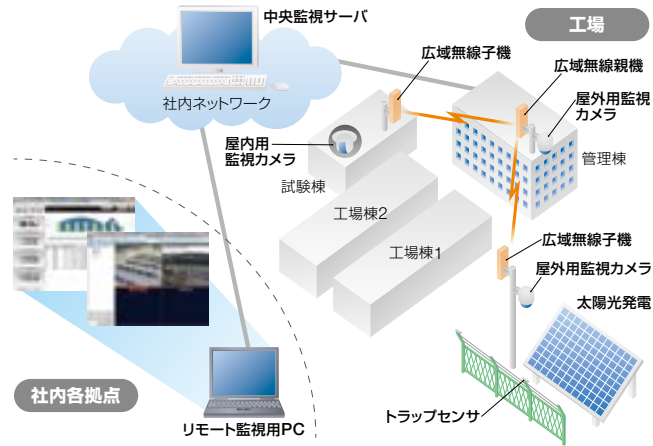 中央監視サーバ
社内ネットワーク
工場
広域無線子機
広域無線親機
屋外用監視
カメラ
屋内用
監視カメラ
試験棟
管理棟
工場棟2
工場棟1
広域無線子機
屋外用監視カメラ
太陽光発電
トラップセンサ
社内各拠点
リモート監視用PC